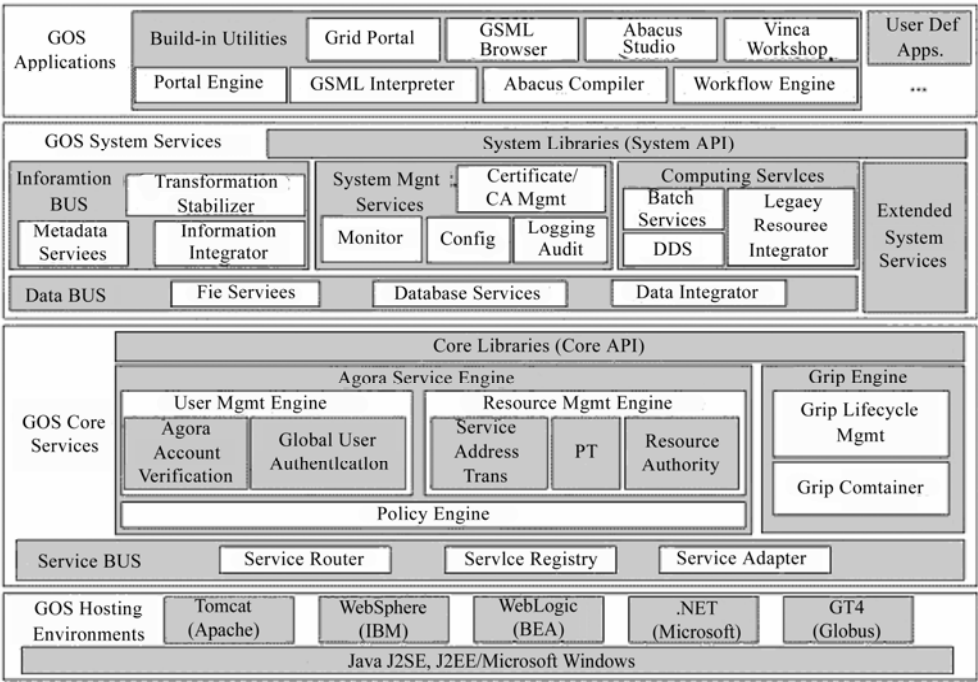 GOS
Applications
Build-in Utilities
Grid Portal
GSML
Browser
Abacus
Studio
Vinca
Workshop
User Def
Apps.
Portal Engine
GSML Interpreter
Abacus Compiler
Workflow Engine
...
GOS System Services
System Libraries (System API)
Inforamtion
BUS
Transformation
Stabilizer
Metadata
Serviees
Information
Integrator
System Mgnt
Services
Certificate/
CA Mgmt
Monitor
Config
Logging
Audit
Computing Servlces
Batch
Services
DDS
Legaey
Resouree
Integrator
Extended
System
Services
Data BUS
Fie Serviees
Database Services
Data Integrator
Core Libraries (Core API)
GOS Core
Services
Agora Service Engine
User Mgmt Engine
Agora
Account
Verification
Global User
Authentlcatlon
Resource Mgmt Engine
Service
Address
Trans
PT
Resource
Authority
Policy Engine
Grip Engine
Grip Lifecycle
Mgmt
Grip Comtainer
Service BUS
Service Router
Servlce Registry
Service Adapter
GOS Hosting
Environments
Tomcat
(Apache)
WebSphere
(IBM)
WebLogic
(BEA)
.NET
(Microsoft)
GT4
(Globus)
Java J2SE, J2EE/Microsoft Windows